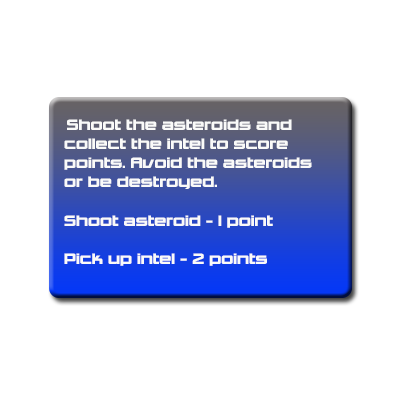 Shoot the asteroids and
collect the intel to score
points. Avoid the asteroids
or be destroyed.
Shoot asteroid - 1 point
Pick up intel - 2 points